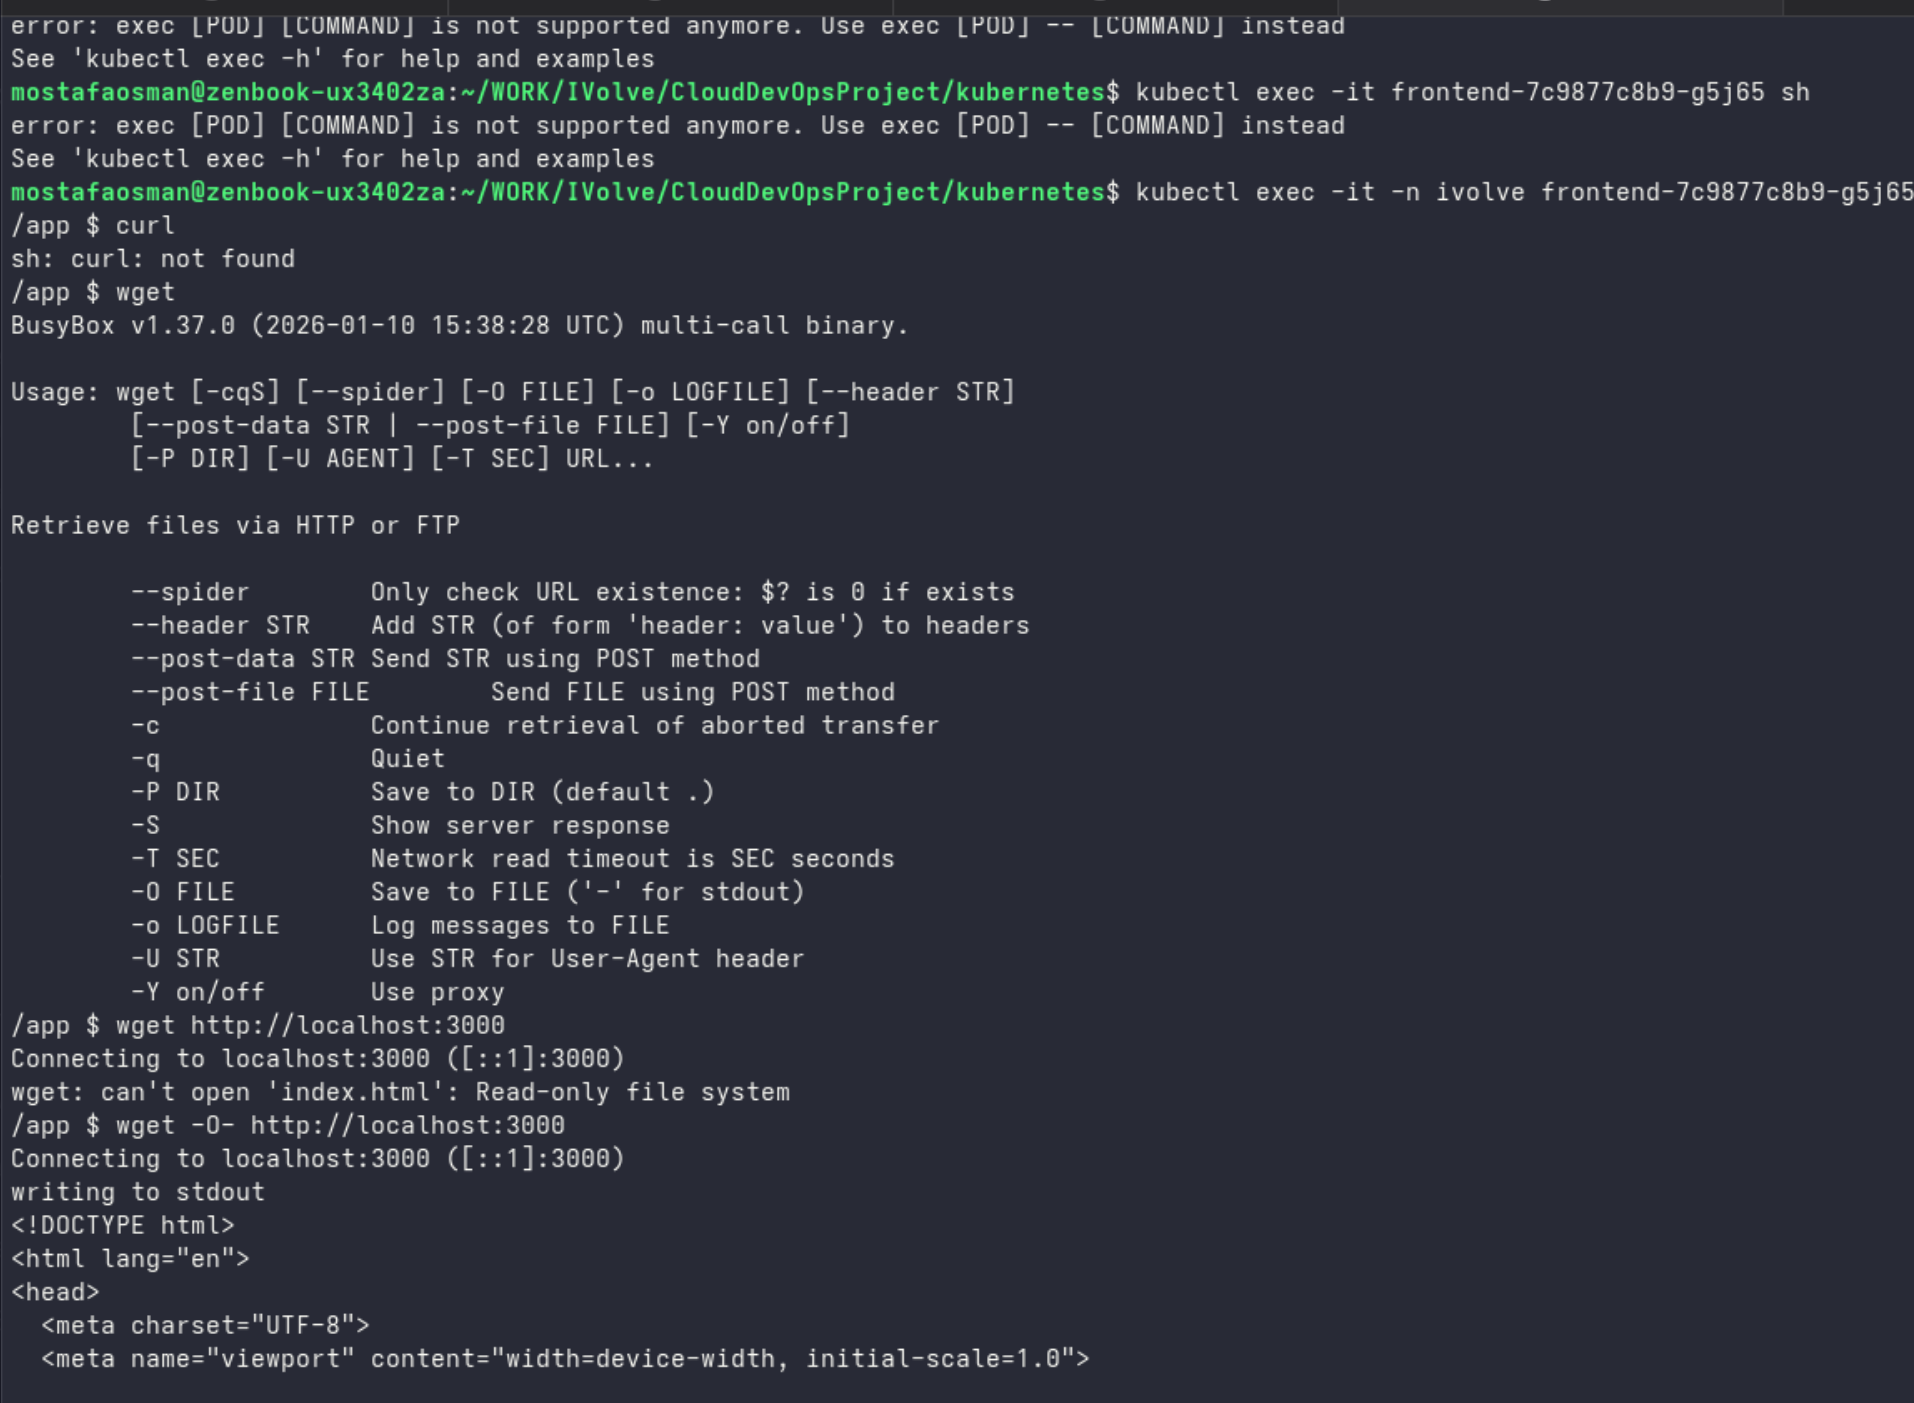 error: exec [POD] [COMMAND] is not supported anymore. Use exec [POD] -- [COMMAND] instead
See 'kubectl exec -h' for help and examples
mostafaosman@zenbook-ux3402za:~/WORK/IVolve/CloudDevOpsProject/kubernetes$ kubectl exec -it frontend-7c9877c8b9-g5j65 sh
error: exec [POD] [COMMAND] is not supported anymore. Use exec [POD] -- [COMMAND] instead
See 'kubectl exec -h' for help and examples
mostafaosman@zenbook-ux3402za:~/WORK/IVolve/CloudDevOpsProject/kubernetes$ kubectl exec -it -n ivolve frontend-7c9877c8b9-g5j65
/app $ curl
sh: curl: not found
/app $ wget
BusyBox v1.37.0 (2026-01-10 15:38:28 UTC) multi-call binary.

Usage: wget [-cqS] [--spider] [-O FILE] [-o LOGFILE] [--header STR]
        [--post-data STR | --post-file FILE] [-Y on/off]
        [-P DIR] [-U AGENT] [-T SEC] URL...

Retrieve files via HTTP or FTP

        --spider        Only check URL existence: $? is 0 if exists
        --header STR    Add STR (of form 'header: value') to headers
        --post-data STR Send STR using POST method
        --post-file FILE        Send FILE using POST method
        -c              Continue retrieval of aborted transfer
        -q              Quiet
        -P DIR          Save to DIR (default .)
        -S              Show server response
        -T SEC          Network read timeout is SEC seconds
        -O FILE         Save to FILE ('-' for stdout)
        -o LOGFILE      Log messages to FILE
        -U STR          Use STR for User-Agent header
        -Y on/off       Use proxy
/app $ wget http://localhost:3000
Connecting to localhost:3000 ([::1]:3000)
wget: can't open 'index.html': Read-only file system
/app $ wget -O- http://localhost:3000
Connecting to localhost:3000 ([::1]:3000)
writing to stdout
<!DOCTYPE html>
<html lang="en">
<head>
  <meta charset="UTF-8">
  <meta name="viewport" content="width=device-width, initial-scale=1.0">